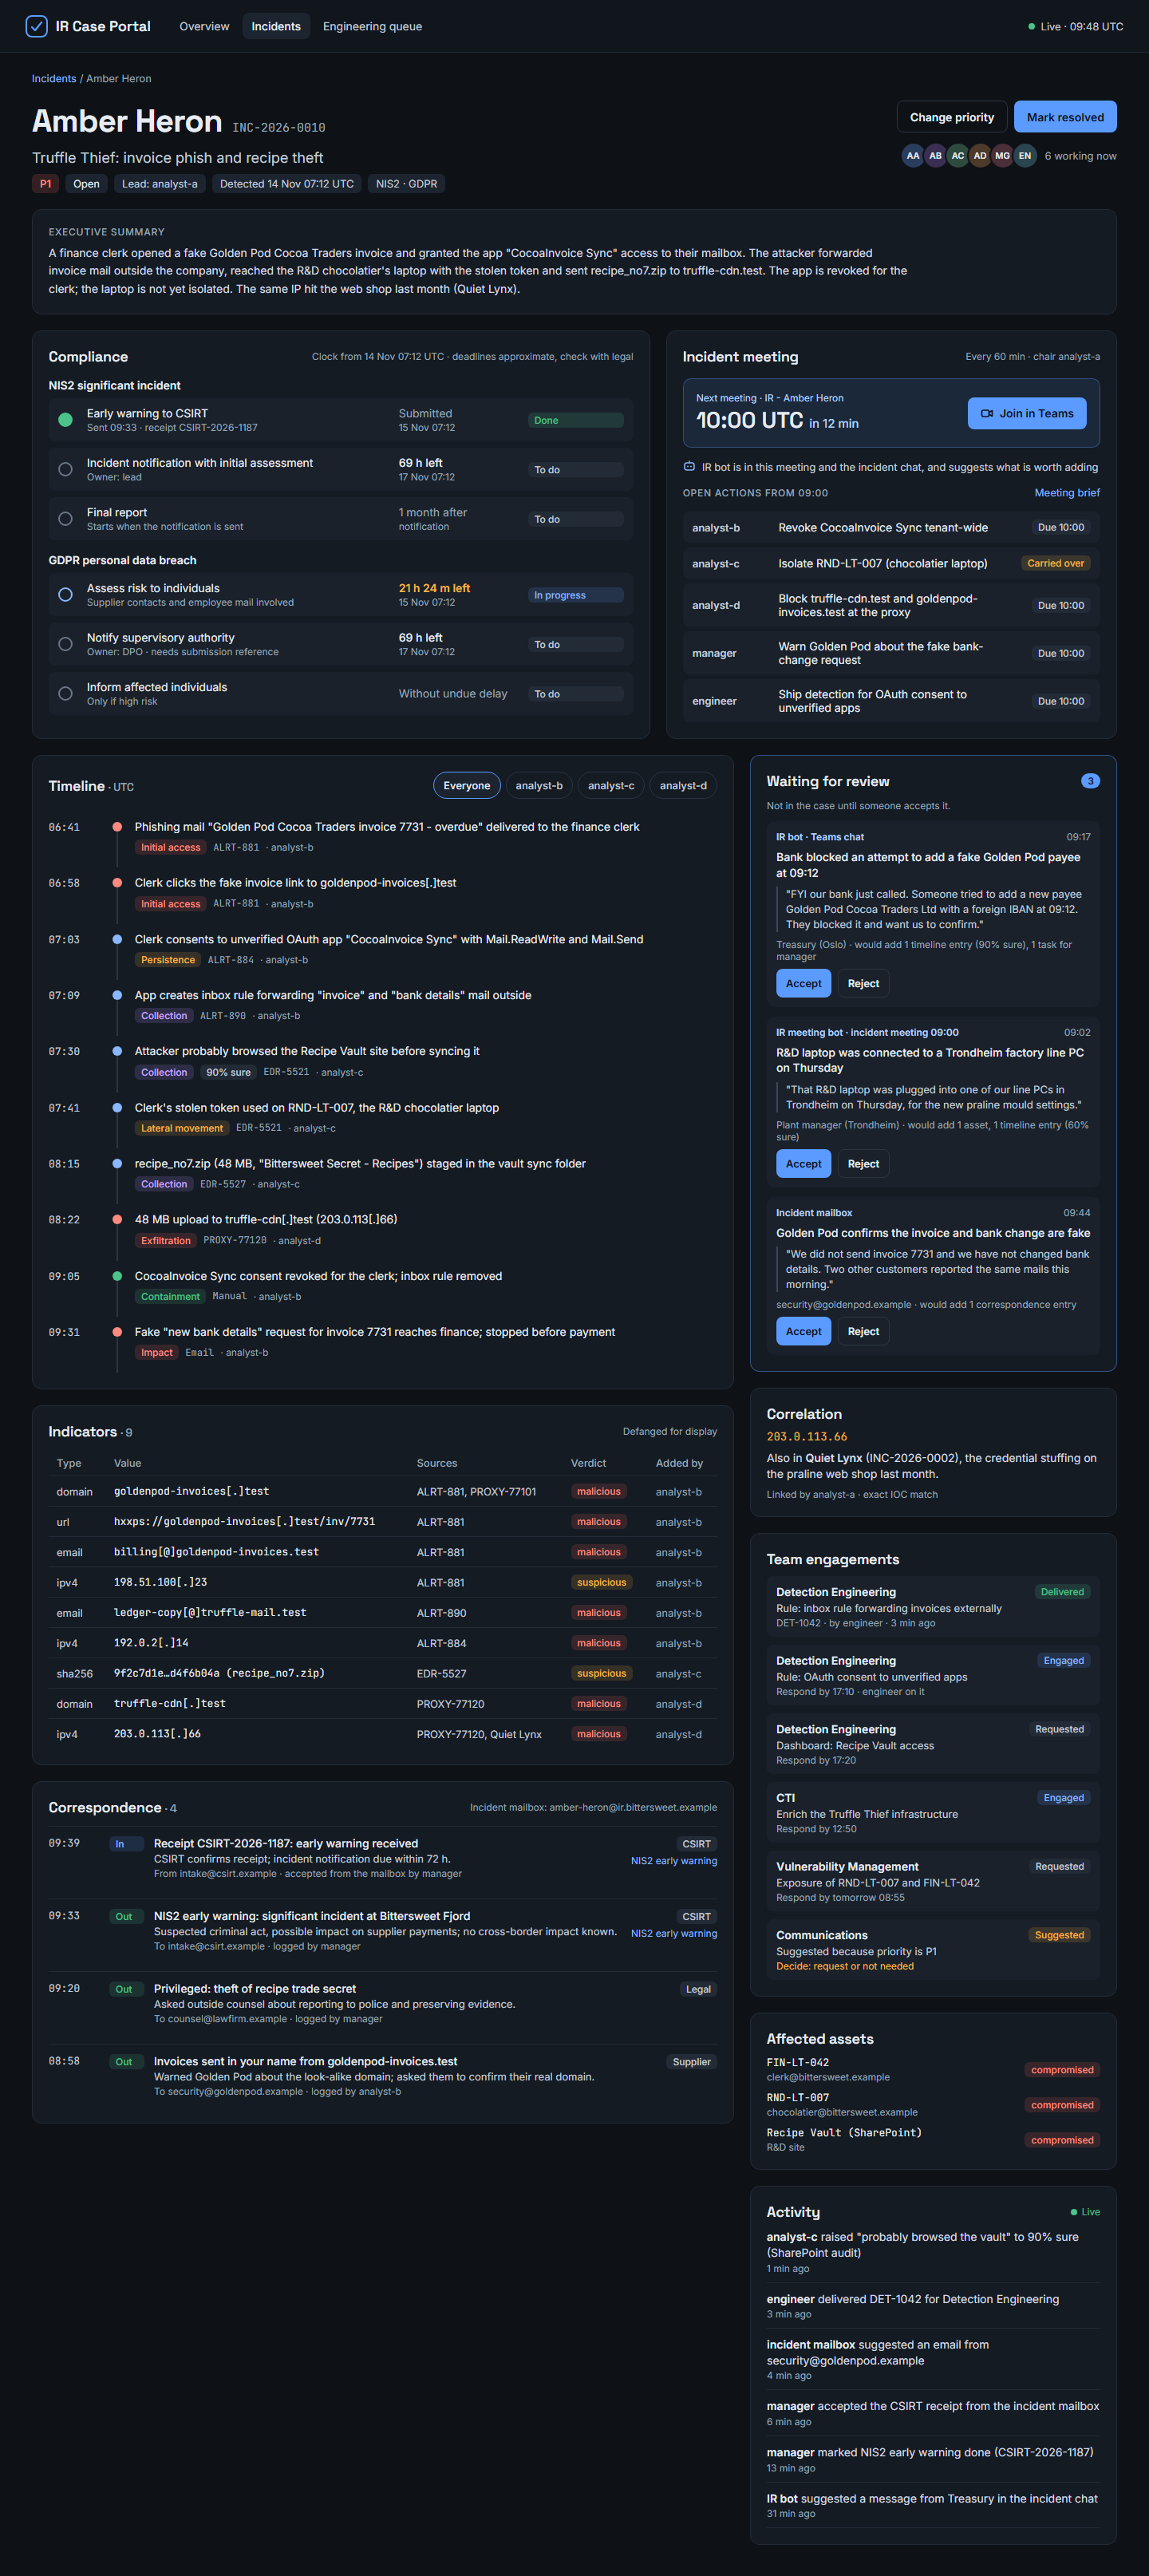 IR Case Portal
Overview
Incidents
Engineering queue
Live · 09:48 UTC
Incidents / Amber Heron
Amber Heron INC-2026-0010
Change priority
Mark resolved
Truffle Thief: invoice phish and recipe theft
AA AB AC AD MG EN 6 working now
P1 Open Lead: analyst-a Detected 14 Nov 07:12 UTC NIS2 · GDPR
EXECUTIVE SUMMARY
A finance clerk opened a fake Golden Pod Cocoa Traders invoice and granted the app "CocoaInvoice Sync" access to their mailbox. The attacker forwarded
invoice mail outside the company, reached the R&D chocolatier's laptop with the stolen token and sent recipe_no7.zip to truffle-cdn.test. The app is revoked for the
clerk; the laptop is not yet isolated. The same IP hit the web shop last month (Quiet Lynx).
Compliance
Clock from 14 Nov 07:12 UTC · deadlines approximate, check with legal
NIS2 significant incident
Early warning to CSIRT
Sent 09:33 · receipt CSIRT-2026-1187
Submitted
15 Nov 07:12
Done
Incident notification with initial assessment
Owner: lead
69 h left
17 Nov 07:12
To do
Final report
Starts when the notification is sent
1 month after
notification
To do
GDPR personal data breach
Assess risk to individuals
Supplier contacts and employee mail involved
21 h 24 m left
15 Nov 07:12
In progress
Notify supervisory authority
Owner: DPO · needs submission reference
69 h left
17 Nov 07:12
To do
Inform affected individuals
Only if high risk
Without undue delay
To do
Incident meeting
Every 60 min · chair analyst-a
Next meeting · IR - Amber Heron
10:00 UTC in 12 min
Join in Teams
IR bot is in this meeting and the incident chat, and suggests what is worth adding
OPEN ACTIONS FROM 09:00
Meeting brief
analyst-b
Revoke CocoaInvoice Sync tenant-wide
Due 10:00
analyst-c
Isolate RND-LT-007 (chocolatier laptop)
Carried over
analyst-d
Block truffle-cdn.test and goldenpod-
invoices.test at the proxy
Due 10:00
manager
Warn Golden Pod about the fake bank-
change request
Due 10:00
engineer
Ship detection for OAuth consent to
unverified apps
Due 10:00
Timeline · UTC
Everyone analyst-b analyst-c analyst-d
06:41
Phishing mail "Golden Pod Cocoa Traders invoice 7731 - overdue" delivered to the finance clerk
Initial access ALRT-881 · analyst-b
06:58
Clerk clicks the fake invoice link to goldenpod-invoices[.]test
Initial access ALRT-881 · analyst-b
07:03
Clerk consents to unverified OAuth app "CocoaInvoice Sync" with Mail.ReadWrite and Mail.Send
Persistence ALRT-884 · analyst-b
07:09
App creates inbox rule forwarding "invoice" and "bank details" mail outside
Collection ALRT-890 · analyst-b
07:30
Attacker probably browsed the Recipe Vault site before syncing it
Collection 90% sure EDR-5521 · analyst-c
07:41
Clerk's stolen token used on RND-LT-007, the R&D chocolatier laptop
Lateral movement EDR-5521 · analyst-c
08:15
recipe_no7.zip (48 MB, "Bittersweet Secret - Recipes") staged in the vault sync folder
Collection EDR-5527 · analyst-c
08:22
48 MB upload to truffle-cdn[.]test (203.0.113[.]66)
Exfiltration PROXY-77120 · analyst-d
09:05
CocoaInvoice Sync consent revoked for the clerk; inbox rule removed
Containment Manual · analyst-b
09:31
Fake "new bank details" request for invoice 7731 reaches finance; stopped before payment
Impact Email · analyst-b
Waiting for review
3
Not in the case until someone accepts it.
IR bot · Teams chat
09:17
Bank blocked an attempt to add a fake Golden Pod payee
at 09:12
"FYI our bank just called. Someone tried to add a new payee
Golden Pod Cocoa Traders Ltd with a foreign IBAN at 09:12.
They blocked it and want us to confirm."
Treasury (Oslo) · would add 1 timeline entry (90% sure), 1 task for
manager
Accept Reject
IR meeting bot · incident meeting 09:00
09:02
R&D laptop was connected to a Trondheim factory line PC
on Thursday
"That R&D laptop was plugged into one of our line PCs in
Trondheim on Thursday, for the new praline mould settings."
Plant manager (Trondheim) · would add 1 asset, 1 timeline entry (60%
sure)
Accept Reject
Incident mailbox
09:44
Golden Pod confirms the invoice and bank change are fake
"We did not send invoice 7731 and we have not changed bank
details. Two other customers reported the same mails this
morning."
security@goldenpod.example · would add 1 correspondence entry
Accept Reject
Indicators · 9
Defanged for display
Type Value Sources Verdict Added by
domain goldenpod-invoices[.]test ALRT-881, PROXY-77101 malicious analyst-b
url hxxps://goldenpod-invoices[.]test/inv/7731 ALRT-881 malicious analyst-b
email billing[@]goldenpod-invoices.test ALRT-881 malicious analyst-b
ipv4 198.51.100[.]23 ALRT-881 suspicious analyst-b
email ledger-copy[@]truffle-mail.test ALRT-890 malicious analyst-b
ipv4 192.0.2[.]14 ALRT-884 malicious analyst-b
sha256 9f2c7d1e…d4f6b04a (recipe_no7.zip) EDR-5527 suspicious analyst-c
domain truffle-cdn[.]test PROXY-77120 malicious analyst-d
ipv4 203.0.113[.]66 PROXY-77120, Quiet Lynx malicious analyst-d
Correlation
203.0.113.66
Also in Quiet Lynx (INC-2026-0002), the credential stuffing on
the praline web shop last month.
Linked by analyst-a · exact IOC match
Team engagements
Detection Engineering
Delivered
Rule: inbox rule forwarding invoices externally
DET-1042 · by engineer · 3 min ago
Detection Engineering
Engaged
Rule: OAuth consent to unverified apps
Respond by 17:10 · engineer on it
Detection Engineering
Requested
Dashboard: Recipe Vault access
Respond by 17:20
CTI
Engaged
Enrich the Truffle Thief infrastructure
Respond by 12:50
Vulnerability Management
Requested
Exposure of RND-LT-007 and FIN-LT-042
Respond by tomorrow 08:55
Communications
Suggested
Suggested because priority is P1
Decide: request or not needed
Correspondence · 4
Incident mailbox: amber-heron@ir.bittersweet.example
09:39
In
Receipt CSIRT-2026-1187: early warning received
CSIRT confirms receipt; incident notification due within 72 h.
From intake@csirt.example · accepted from the mailbox by manager
CSIRT
NIS2 early warning
09:33
Out
NIS2 early warning: significant incident at Bittersweet Fjord
Suspected criminal act, possible impact on supplier payments; no cross-border impact known.
To intake@csirt.example · logged by manager
CSIRT
NIS2 early warning
09:20
Out
Privileged: theft of recipe trade secret
Asked outside counsel about reporting to police and preserving evidence.
To counsel@lawfirm.example · logged by manager
Legal
08:58
Out
Invoices sent in your name from goldenpod-invoices.test
Warned Golden Pod about the look-alike domain; asked them to confirm their real domain.
To security@goldenpod.example · logged by analyst-b
Supplier
Affected assets
FIN-LT-042
clerk@bittersweet.example
compromised
RND-LT-007
chocolatier@bittersweet.example
compromised
Recipe Vault (SharePoint)
R&D site
compromised
Activity
Live
analyst-c raised "probably browsed the vault" to 90% sure
(SharePoint audit)
1 min ago
engineer delivered DET-1042 for Detection Engineering
3 min ago
incident mailbox suggested an email from
security@goldenpod.example
4 min ago
manager accepted the CSIRT receipt from the incident mailbox
6 min ago
manager marked NIS2 early warning done (CSIRT-2026-1187)
13 min ago
IR bot suggested a message from Treasury in the incident chat
31 min ago